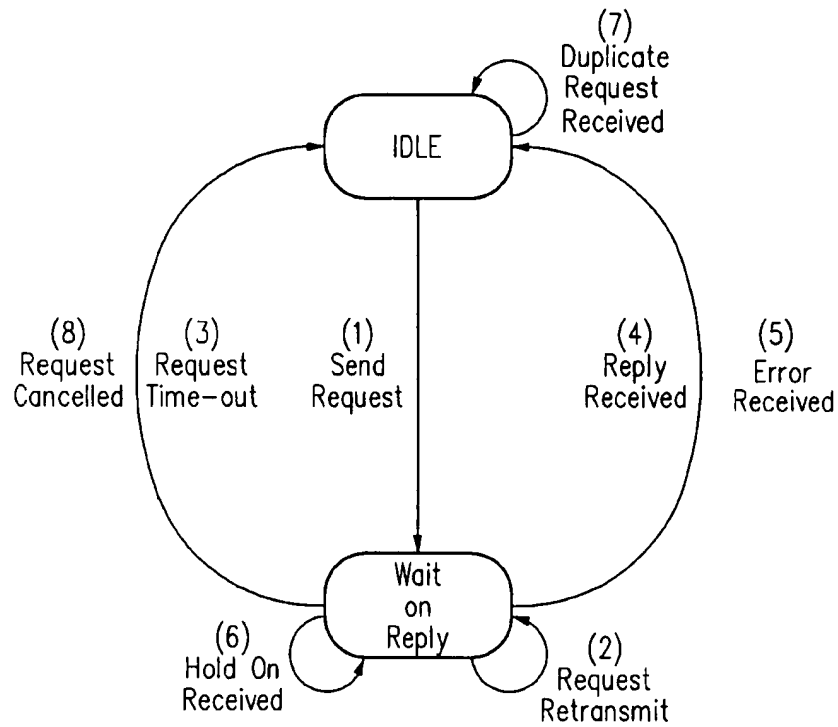 (7)
Duplicate
Request
Received
IDLE
(8)
Request
Cancelled
(3)
Request
Time-out
(1)
Send
Request
(4)
Reply
Received
(5)
Error
Received
Wait
on
Reply
(6)
Hold On
Received
(2)
Request
Retransmit